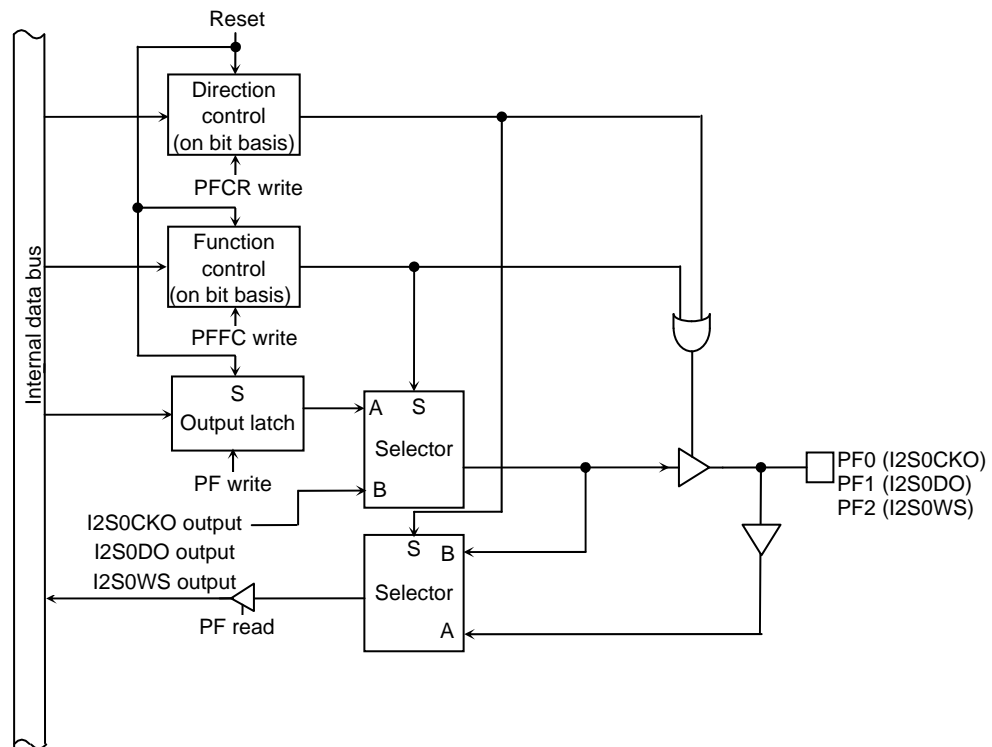 Reset
Internal data bus
Direction
control
(on bit basis)
PFCR write
Function
control
(on bit basis)
PFFC write
S
Output latch
PF write
A
S
Selector
B
I2S0CKO output
I2S0DO output
I2S0WS output
PF read
S
B
Selector
A
PF0 (I2S0CKO)
PF1 (I2S0DO)
PF2 (I2S0WS)